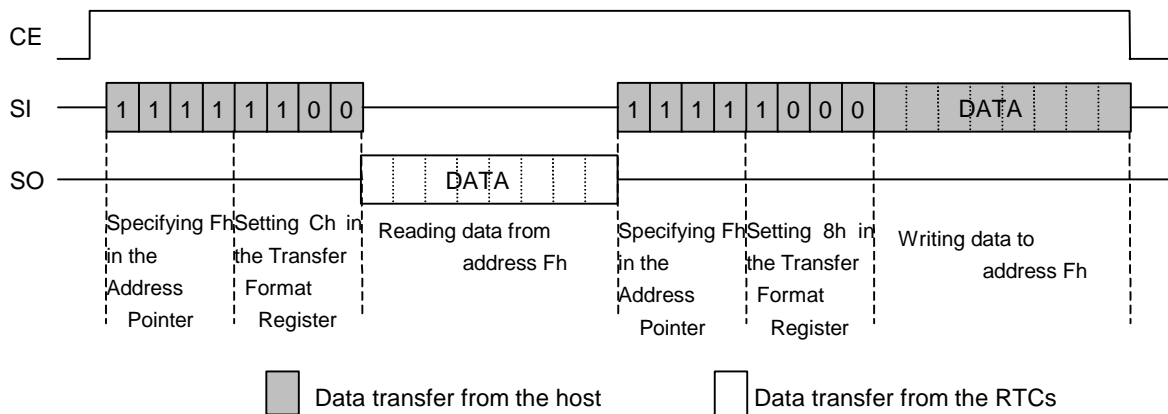 CE
SI 1 1 1 1 1 1 0 0 1 1 1 1 1 0 0 0 DATA
SO DATA
Specifying Fh
in the
Address
Pointer
Setting Ch in
the Transfer
Format
Register
Reading data from
address Fh
Specifying Fh
in the
Address
Pointer
Setting 8h in
the Transfer
Format
Register
Writing data to
address Fh
Data transfer from the host
Data transfer from the RTCs